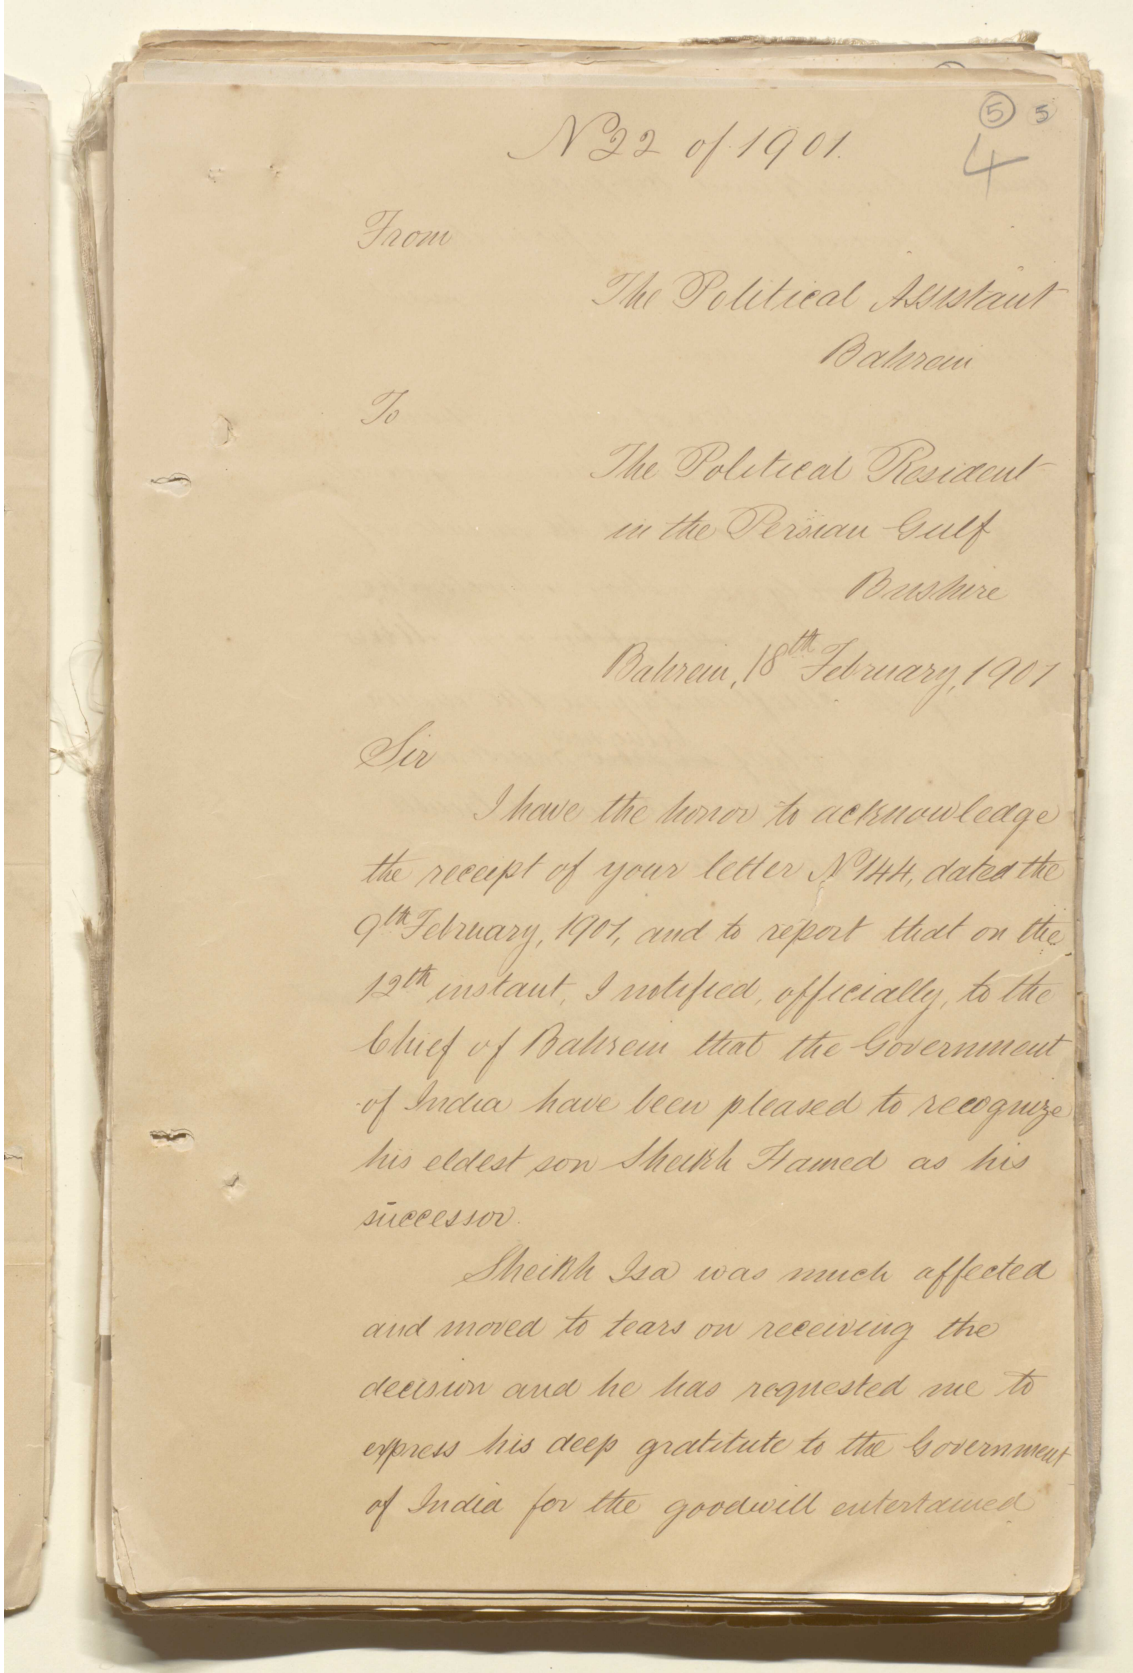 5 5
4
No 22 of 1901.
From
The Political Assistant
Bahrein
To
The Political Resident
in the Persian Gulf
Bushire
Bahrein, 18th February, 1901
Sir
I have the honor to acknowledge
the receipt of your letter No 144, dated the
9th February, 1901, and to report that on the
12th instant, I notified, officially, to the
Chief of Bahrein that the Government
of India have been pleased to recognize
his eldest son Sheikh Hamed as his
successor.
Sheikh Isa was much affected
and moved to tears on receiving the
decision and he has requested me to
express his deep gratitute to the Government
of India for the goodwill entertained